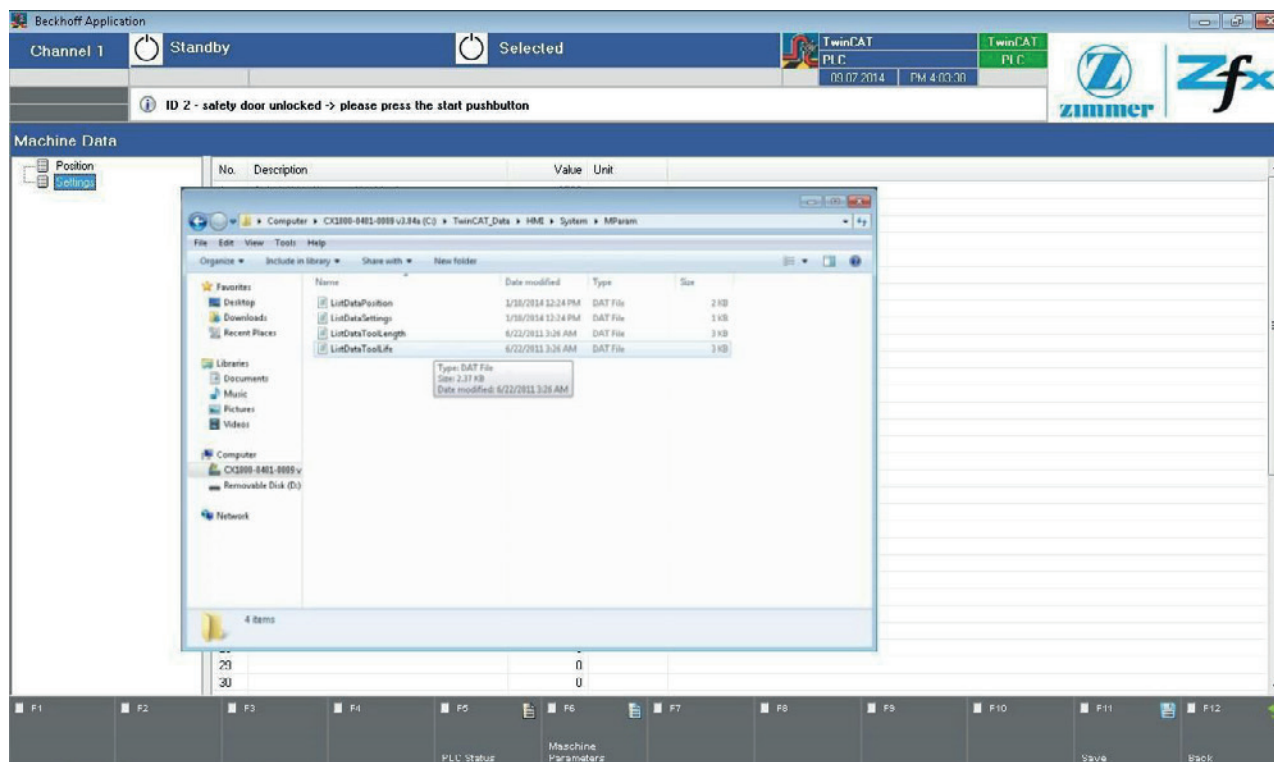 Beckhoff Application
Channel 1 Standby Selected TwinCAT PLC TwinCAT PLC
09.07.2014 PM 4:03:30
ID 2 - safety door unlocked -> please press the start pushbutton
zimmer Zfx
Machine Data
Position
Settings
No. Description Value Unit
Computer CX1800-0401-0009 v3.04a (C:) TwinCAT_Data HMI System MParam
File Edit View Tools Help
Organize Include in library Share with New folder
Name Date modified Type Size
Favorites
Desktop
Downloads
Recent Places
Libraries
Documents
Music
Pictures
Videos
Computer
CX1800-0401-0009 v
Removable Disk (D:)
Network
ListDataPosition 1/18/2014 12:24 PM DAT File 2 KB
ListDataSettings 1/18/2014 12:24 PM DAT File 1 KB
ListDataToolLength 6/22/2011 3:26 AM DAT File 3 KB
ListDataToolLife 6/22/2011 3:26 AM DAT File 3 KB
Type: DAT File
Size: 2.37 KB
Date modified: 6/22/2011 3:26 AM
4 items
29 0
30 0
F1 F2 F3 F4 F5 F6 F7 F8 F9 F10 F11 F12
PLC Status Maschine Parameters Save Back